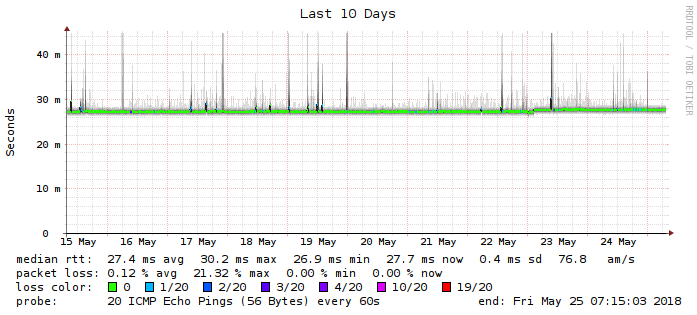 Last 10 Days
RRDTOOL / TOBI OETIKER
Seconds
40 m
30 m
20 m
10 m
0
15 May 16 May 17 May 18 May 19 May 20 May 21 May 22 May 23 May 24 May
median rtt: 27.4 ms avg 30.2 ms max 26.9 ms min 27.7 ms now 0.4 ms sd 76.8 am/s
packet loss: 0.12 % avg 21.32 % max 0.00 % min 0.00 % now
loss color: 0 1/20 2/20 3/20 4/20 10/20 19/20
probe: 20 ICMP Echo Pings (56 Bytes) every 60s end: Fri May 25 07:15:03 2018